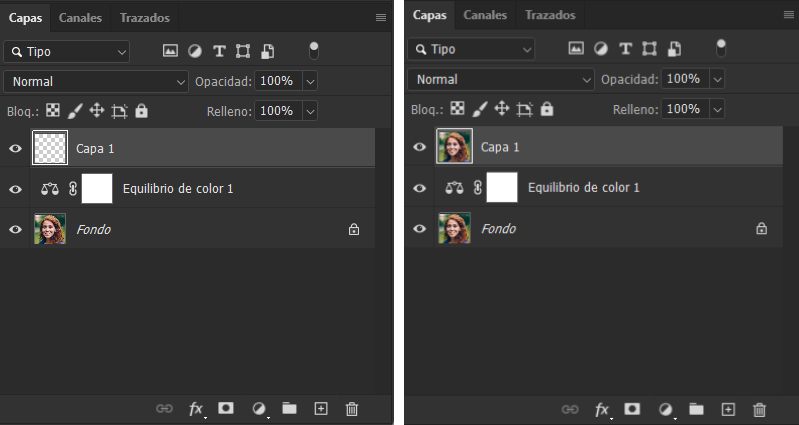 Capas Canales Trazados
Tipo
Normal Opacidad: 100%
Bloq.: Relleno: 100%
Capa 1
Equilibrio de color 1
Fondo
fx
Capas Canales Trazados
Tipo
Normal Opacidad: 100%
Bloq.: Relleno: 100%
Capa 1
Equilibrio de color 1
Fondo
fx